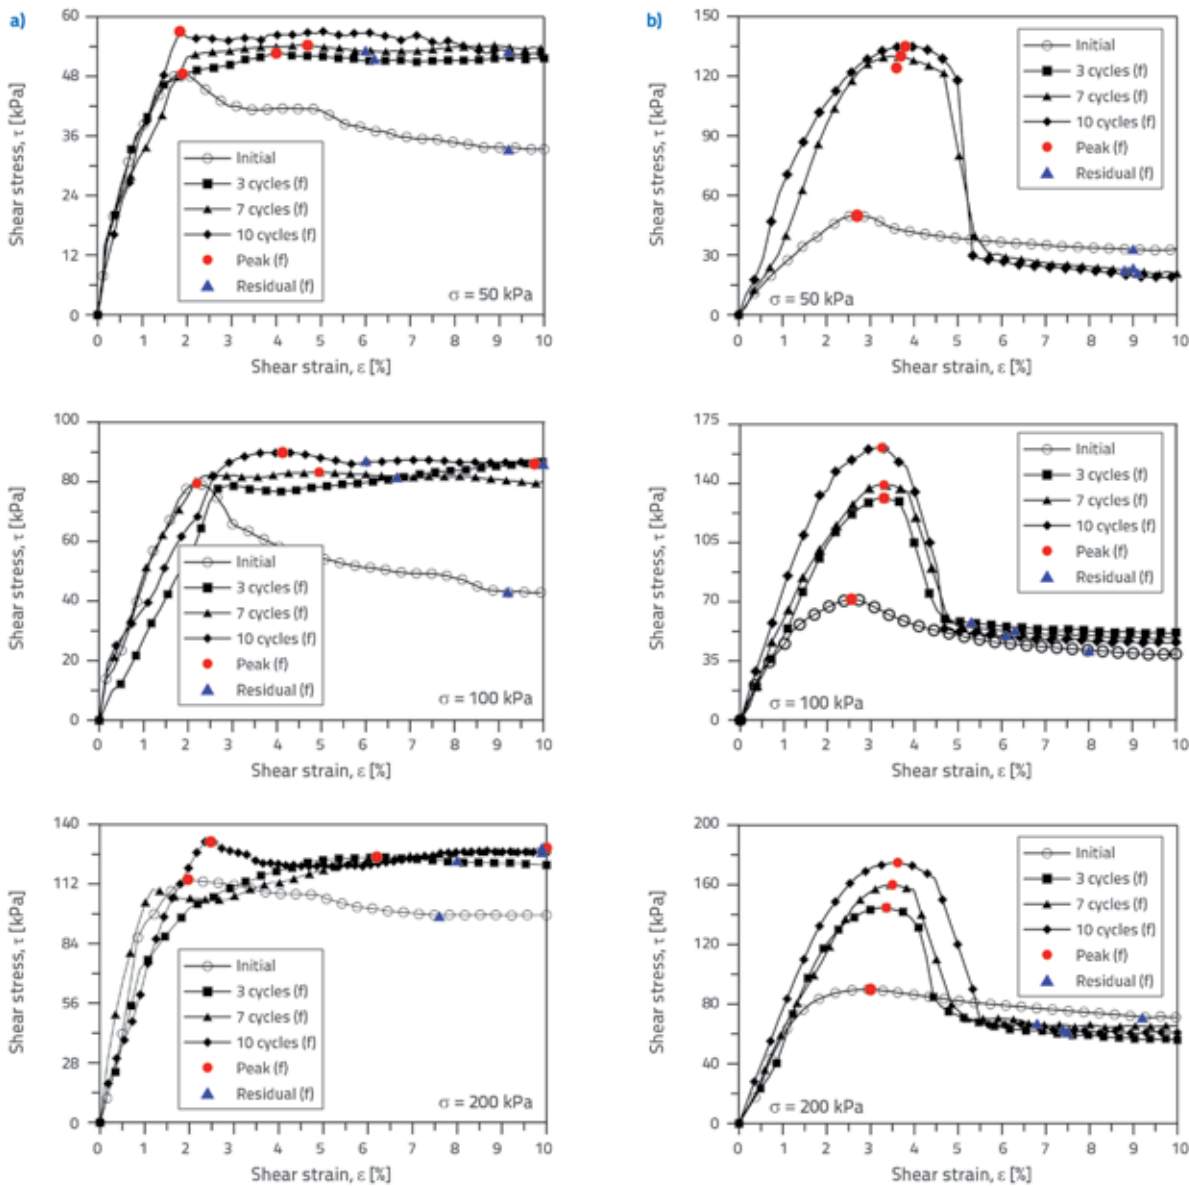 a)
60
48
36
24
12
0
Shear stress, τ [kPa]
Initial
3 cycles (f)
7 cycles (f)
10 cycles (f)
Peak (f)
Residual (f)
σ = 50 kPa
0 1 2 3 4 5 6 7 8 9 10
Shear strain, ε [%]
b)
150
120
90
60
30
0
Shear stress, τ [kPa]
Initial
3 cycles (f)
7 cycles (f)
10 cycles (f)
Peak (f)
Residual (f)
σ = 50 kPa
0 1 2 3 4 5 6 7 8 9 10
Shear strain, ε [%]
100
80
60
40
20
0
Shear stress, τ [kPa]
Initial
3 cycles (f)
7 cycles (f)
10 cycles (f)
Peak (f)
Residual (f)
σ = 100 kPa
0 1 2 3 4 5 6 7 8 9 10
Shear strain, ε [%]
175
140
105
70
35
0
Shear stress, τ [kPa]
Initial
3 cycles (f)
7 cycles (f)
10 cycles (f)
Peak (f)
Residual (f)
σ = 100 kPa
0 1 2 3 4 5 6 7 8 9 10
Shear strain, ε [%]
140
112
84
56
28
0
Shear stress, τ [kPa]
Initial
3 cycles (f)
7 cycles (f)
10 cycles (f)
Peak (f)
Residual (f)
σ = 200 kPa
0 1 2 3 4 5 6 7 8 9 10
Shear strain, ε [%]
200
160
120
80
40
0
Shear stress, τ [kPa]
Initial
3 cycles (f)
7 cycles (f)
10 cycles (f)
Peak (f)
Residual (f)
σ = 200 kPa
0 1 2 3 4 5 6 7 8 9 10
Shear strain, ε [%]